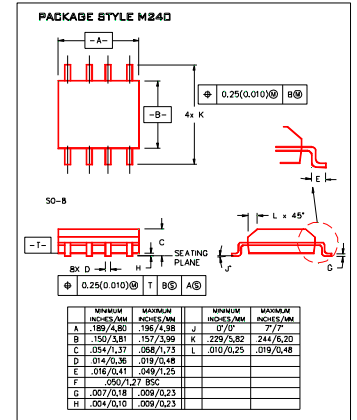 PACKAGE STYLE M240
-A-
⌖ 0.25(0.010)Ⓜ BⓂ
-B-
4x K
E
SO-8
L x 45°
-T-
C
SEATING
PLANE
8X D
H
J
G
⌖ 0.25(0.010)Ⓜ T BⓈ AⓈ
MINIMUM MAXIMUM MINIMUM MAXIMUM
INCHES/MM INCHES/MM INCHES/MM INCHES/MM
A .189/4,80 .196/4,98 J 0°/0° 7°/7°
B .150/3,81 .157/3,99 K .229/5,82 .244/6,20
C .054/1,37 .068/1,73 L .010/0,25 .019/0,48
D .014/0,36 .019/0,48
E .016/0,41 .049/1,25
F .050/1,27 BSC
G .007/0,18 .009/0,23
H .004/0,10 .009/0,23